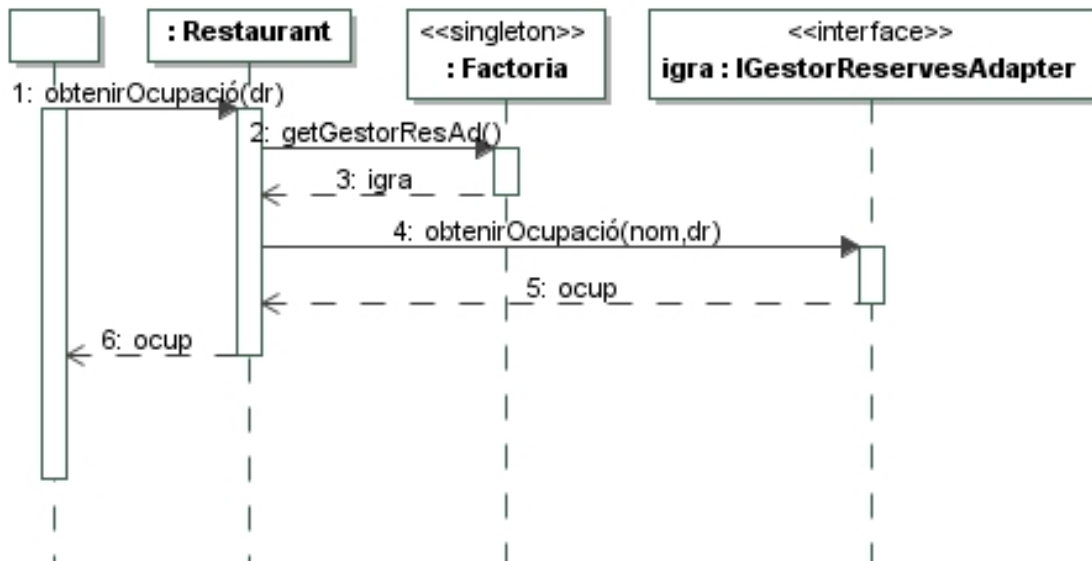 : Restaurant
<<singleton>>
: Factoria
<<interface>>
igra : IGestorReservesAdapter
1: obtenirOcupació(dr)
2: getGestorResAd()
3: igra
4: obtenirOcupació(nom,dr)
5: ocup
6: ocup